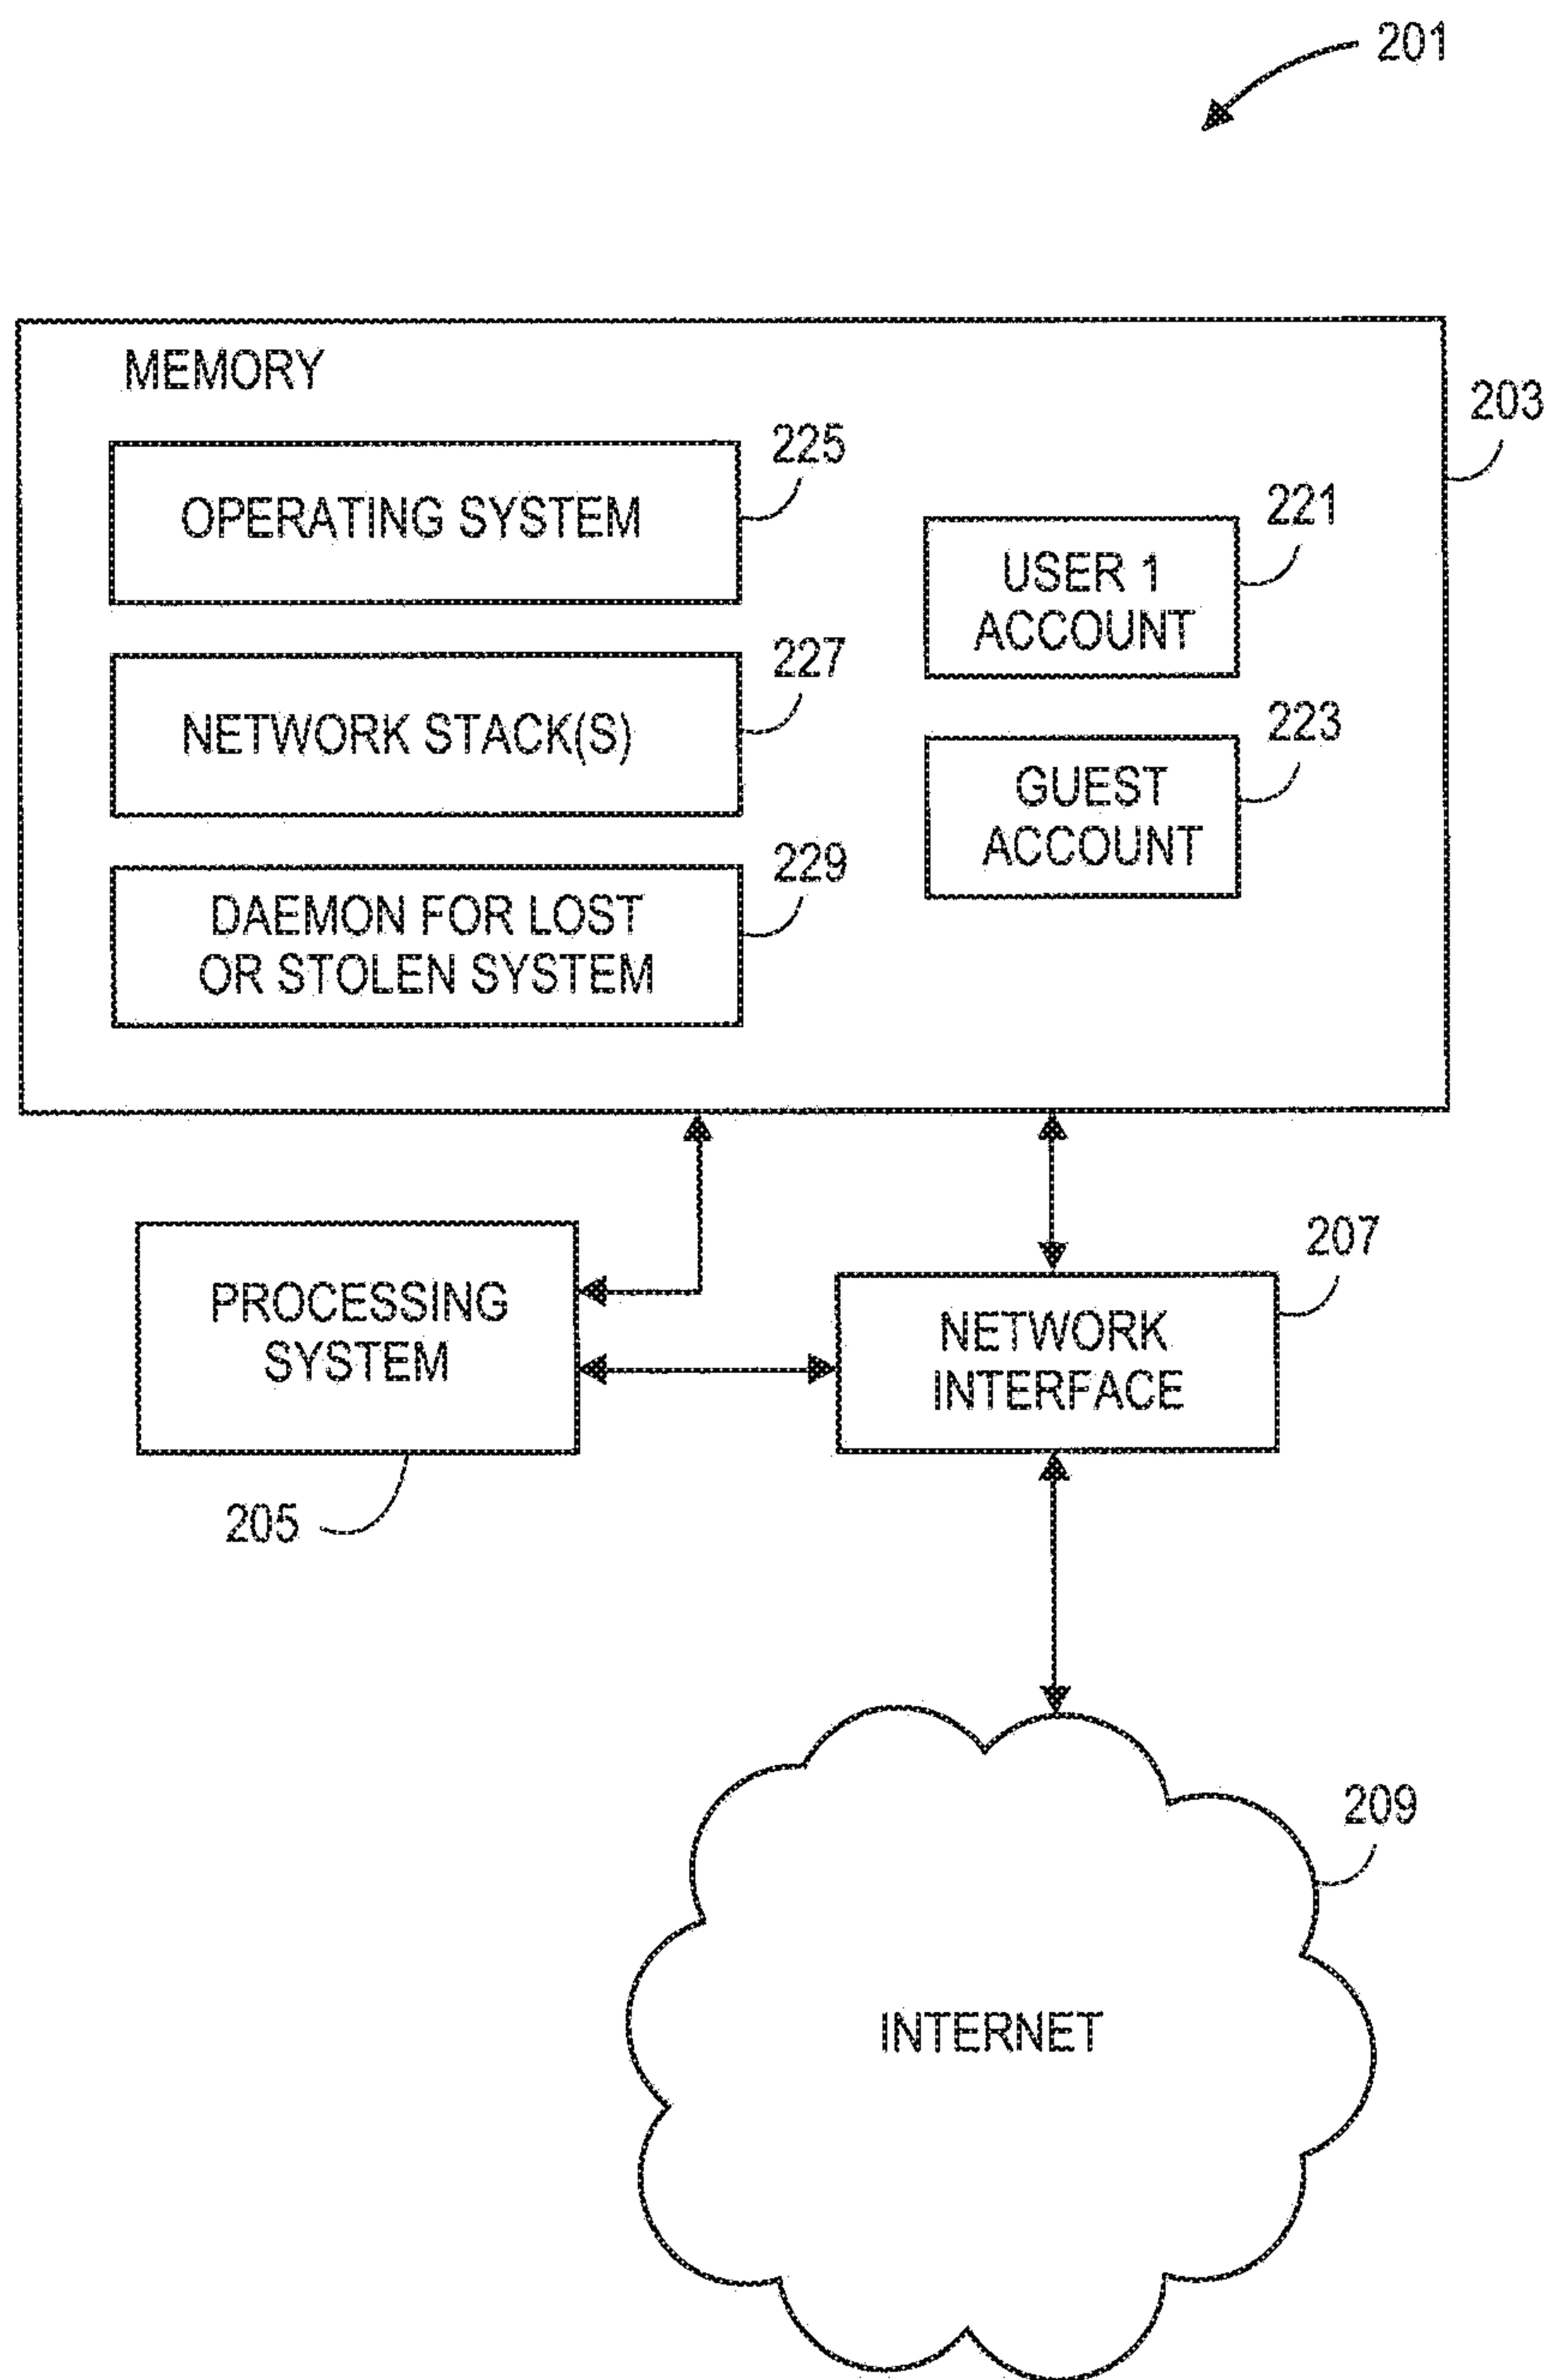 201
MEMORY
203
225
OPERATING SYSTEM
221
USER 1
ACCOUNT
227
NETWORK STACK(S)
223
GUEST
ACCOUNT
229
DAEMON FOR LOST
OR STOLEN SYSTEM
207
PROCESSING
SYSTEM
NETWORK
INTERFACE
205
209
INTERNET